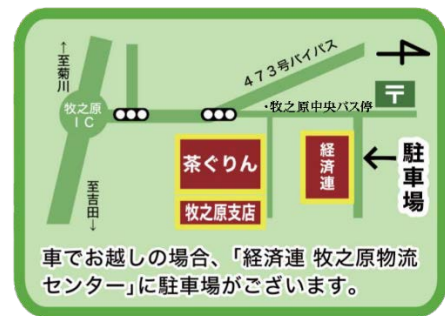 ↑至菊川
牧之原
IC
至吉田↓
473号バイパス
〒
・牧之原中央バス停
茶ぐりん
牧之原支店
経済連
←駐車場
車でお越しの場合、「経済連 牧之原物流
センター」に駐車場がございます。